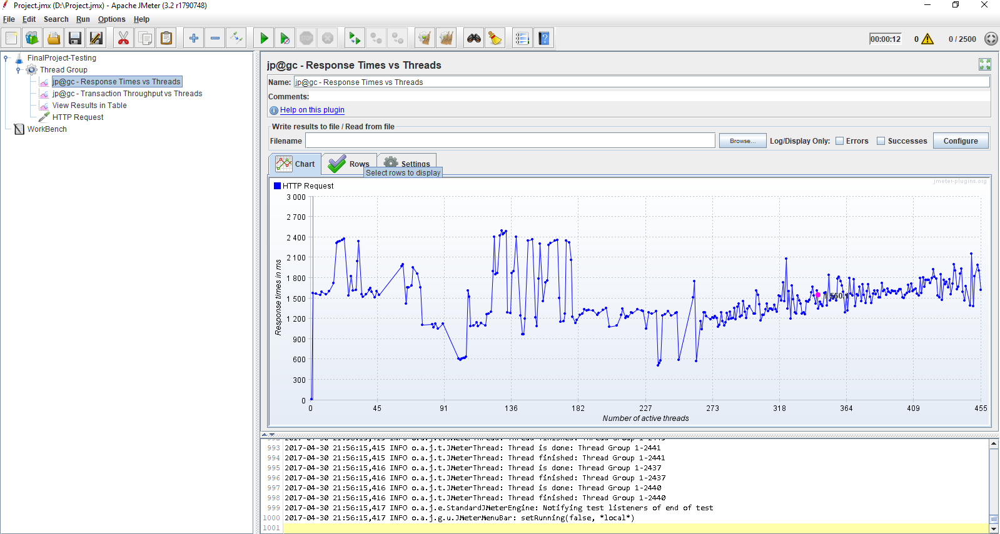 Project.jmx (D:\Project.jmx) - Apache JMeter (3.2 r1790748)
File Edit Search Run Options Help
00:00:12 0 0 / 2500
FinalProject-Testing
Thread Group
jp@gc - Response Times vs Threads
jp@gc - Transaction Throughput vs Threads
View Results in Table
HTTP Request
WorkBench
jp@gc - Response Times vs Threads
Name: jp@gc - Response Times vs Threads
Comments:
Help on this plugin
Write results to file / Read from file
Filename Browse... Log/Display Only: Errors Successes Configure
Chart Rows Settings
Select rows to display
HTTP Request
jmeter-plugins.org
3 000
2 700
2 400
2 100
1 800
1 500
1 200
900
600
300
0
Response times in ms
0 45 91 136 182 227 273 318 364 409 455
Number of active threads
993 2017-04-30 21:56:15,415 INFO o.a.j.t.JMeterThread: Thread is done: Thread Group 1-2441
994 2017-04-30 21:56:15,415 INFO o.a.j.t.JMeterThread: Thread finished: Thread Group 1-2441
995 2017-04-30 21:56:15,416 INFO o.a.j.t.JMeterThread: Thread is done: Thread Group 1-2437
996 2017-04-30 21:56:15,416 INFO o.a.j.t.JMeterThread: Thread finished: Thread Group 1-2437
997 2017-04-30 21:56:15,416 INFO o.a.j.t.JMeterThread: Thread is done: Thread Group 1-2440
998 2017-04-30 21:56:15,416 INFO o.a.j.t.JMeterThread: Thread finished: Thread Group 1-2440
999 2017-04-30 21:56:15,417 INFO o.a.j.e.StandardJMeterEngine: Notifying test listeners of end of test
1000 2017-04-30 21:56:15,417 INFO o.a.j.g.u.JMeterMenuBar: setRunning(false, *local*)
1001